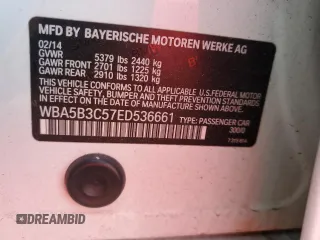 MFD BY BAYERISCHE MOTOREN WERKE AG
02/14
GVWR 5379 lbs 2440 kg
GAWR FRONT 2701 lbs 1225 kg
GAWR REAR 2910 lbs 1320 kg
THIS VEHICLE CONFORMS TO ALL APPLICABLE U.S.FEDERAL MOTOR
VEHICLE SAFETY, BUMPER, AND THEFT PREVENTION STANDARDS IN EFFECT
ON THE DATE OF MANUFACTURE SHOWN ABOVE.
WBA5B3C57ED536661 TYPE: PASSENGER CAR
DREAMBID